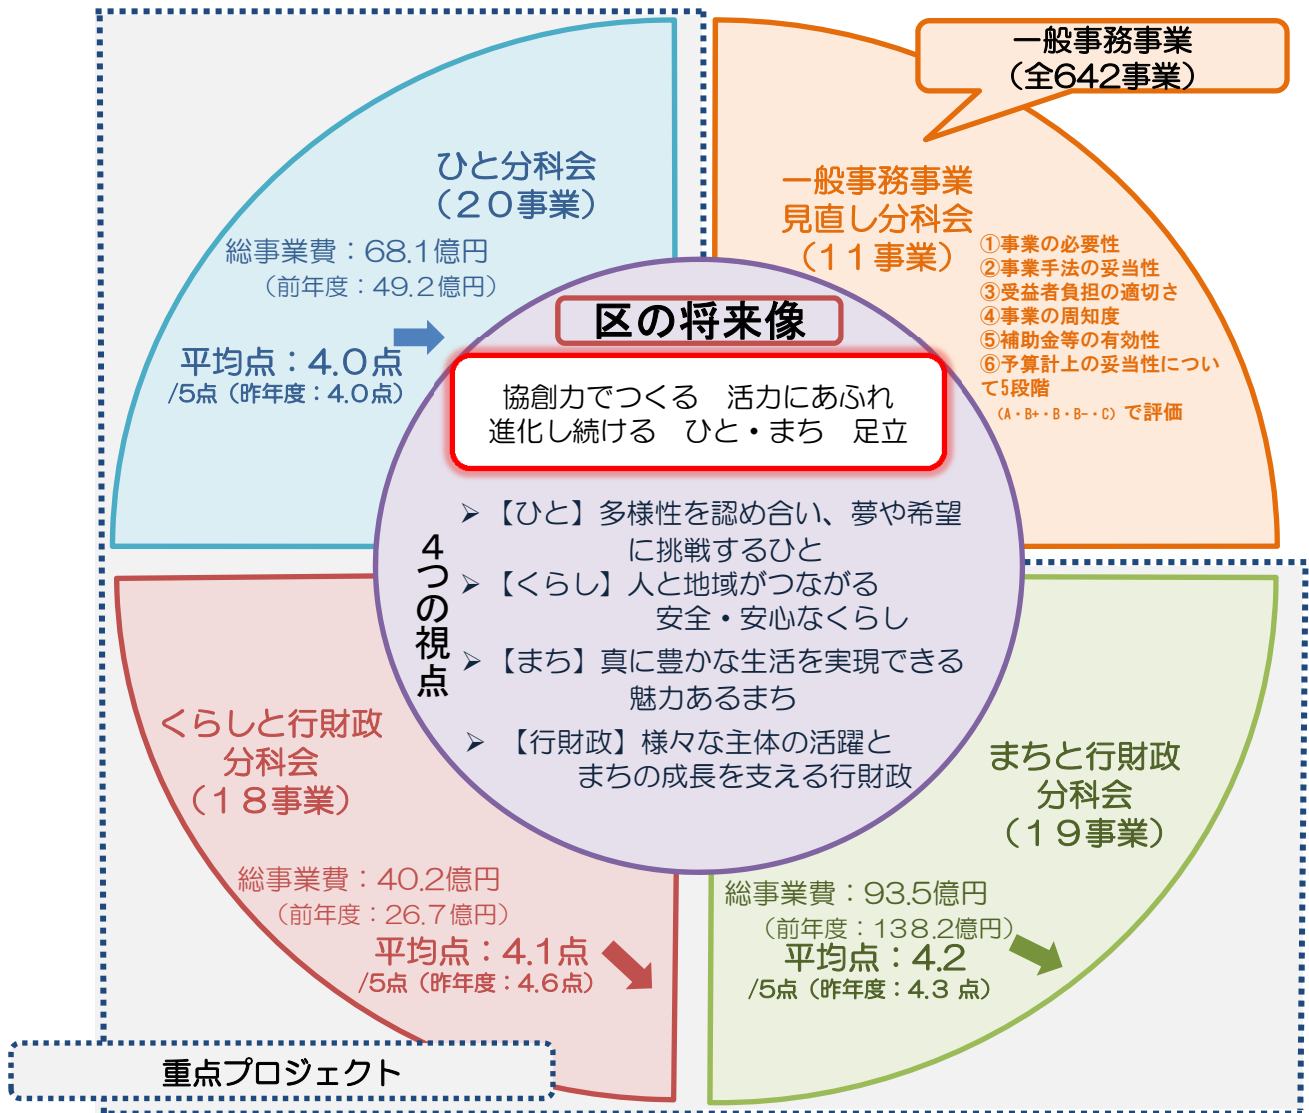 一般事務事業
（全642事業）
ひと分科会
（２０事業）
総事業費：68.1億円
（前年度：49.2億円）
平均点：4.0点
/5点（昨年度：4.0点）
一般事務事業
見直し分科会
（１１事業）
①事業の必要性
②事業手法の妥当性
③受益者負担の適切さ
④事業の周知度
⑤補助金等の有効性
⑥予算計上の妥当性につい
て5段階
（A・B+・B・B-・C）で評価
区の将来像
協創力でつくる　活力にあふれ
進化し続ける　ひと・まち　足立
４つの視点
➢【ひと】多様性を認め合い、夢や希望
に挑戦するひと
➢【くらし】人と地域がつながる
安全・安心なくらし
➢【まち】真に豊かな生活を実現できる
魅力あるまち
➢【行財政】様々な主体の活躍と
まちの成長を支える行財政
くらしと行財政
分科会
（１８事業）
総事業費：40.2億円
（前年度：26.7億円）
平均点：4.1点
/5点（昨年度：4.6点）
まちと行財政
分科会
（１９事業）
総事業費：93.5億円
（前年度：138.2億円）
平均点：4.2
/5点（昨年度：4.3 点）
重点プロジェクト